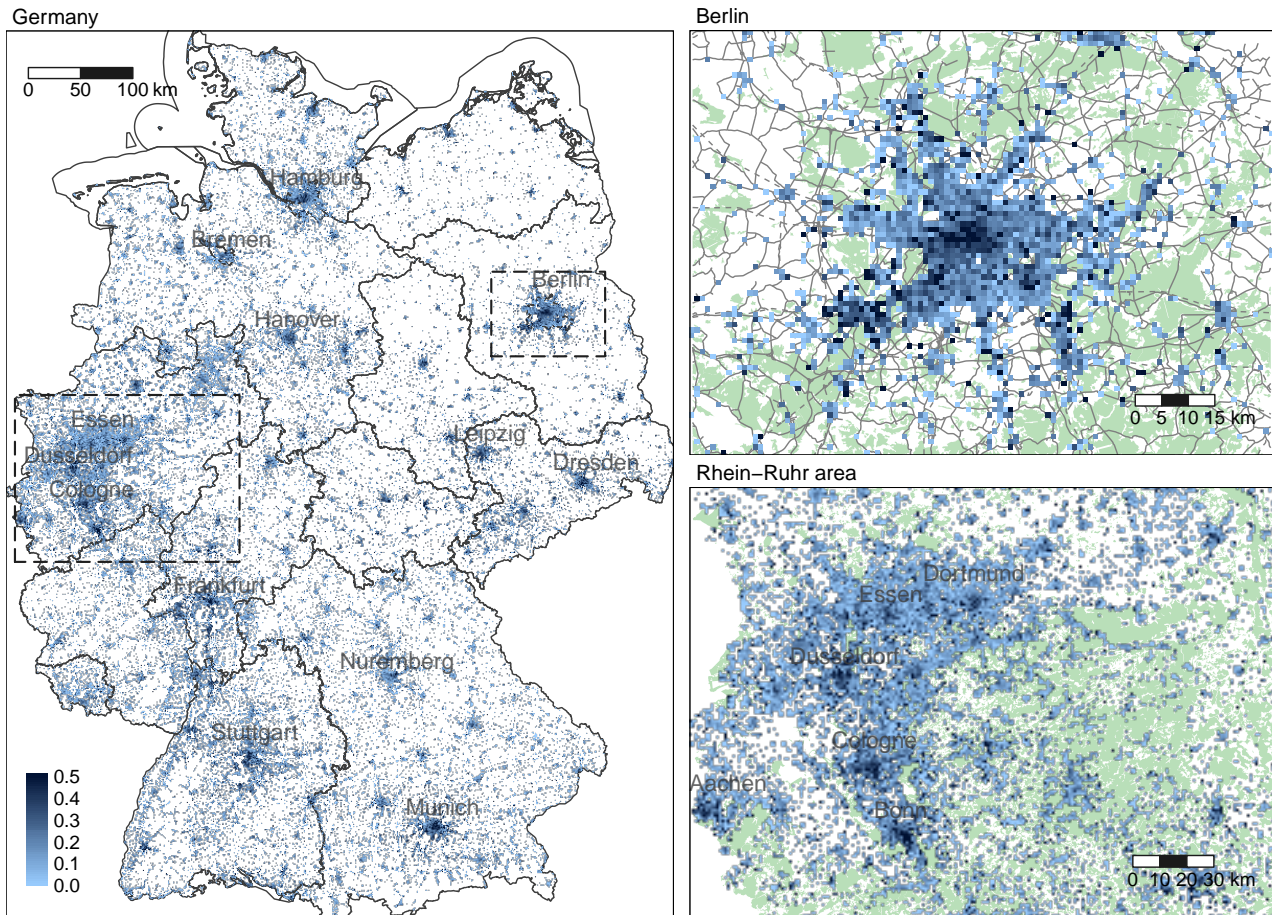 Germany
0 50 100 km
Hamburg
Bremen
Berlin
Hanover
Essen
Dusseldorf
Cologne
Leipzig
Dresden
Frankfurt
Nuremberg
Stuttgart
Munich
0.5
0.4
0.3
0.2
0.1
0.0
Berlin
0 5 10 15 km
Rhein−Ruhr area
Dortmund
Essen
Dusseldorf
Cologne
Aachen
Bonn
0 10 20 30 km